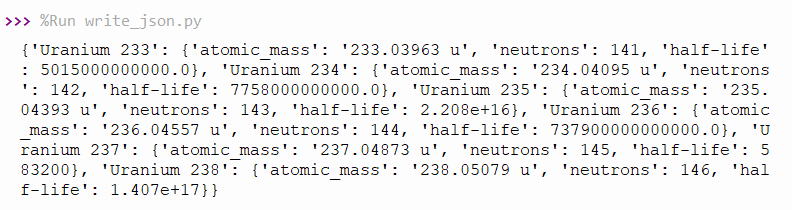 >>> %Run write_json.py
{'Uranium 233': {'atomic_mass': '233.03963 u', 'neutrons': 141, 'half-life'
: 5015000000000.0}, 'Uranium 234': {'atomic_mass': '234.04095 u', 'neutrons
': 142, 'half-life': 7758000000000.0}, 'Uranium 235': {'atomic_mass': '235.
04393 u', 'neutrons': 143, 'half-life': 2.208e+16}, 'Uranium 236': {'atomic
_mass': '236.04557 u', 'neutrons': 144, 'half-life': 737900000000000.0}, 'U
ranium 237': {'atomic_mass': '237.04873 u', 'neutrons': 145, 'half-life': 5
83200}, 'Uranium 238': {'atomic_mass': '238.05079 u', 'neutrons': 146, 'hal
f-life': 1.407e+17}}